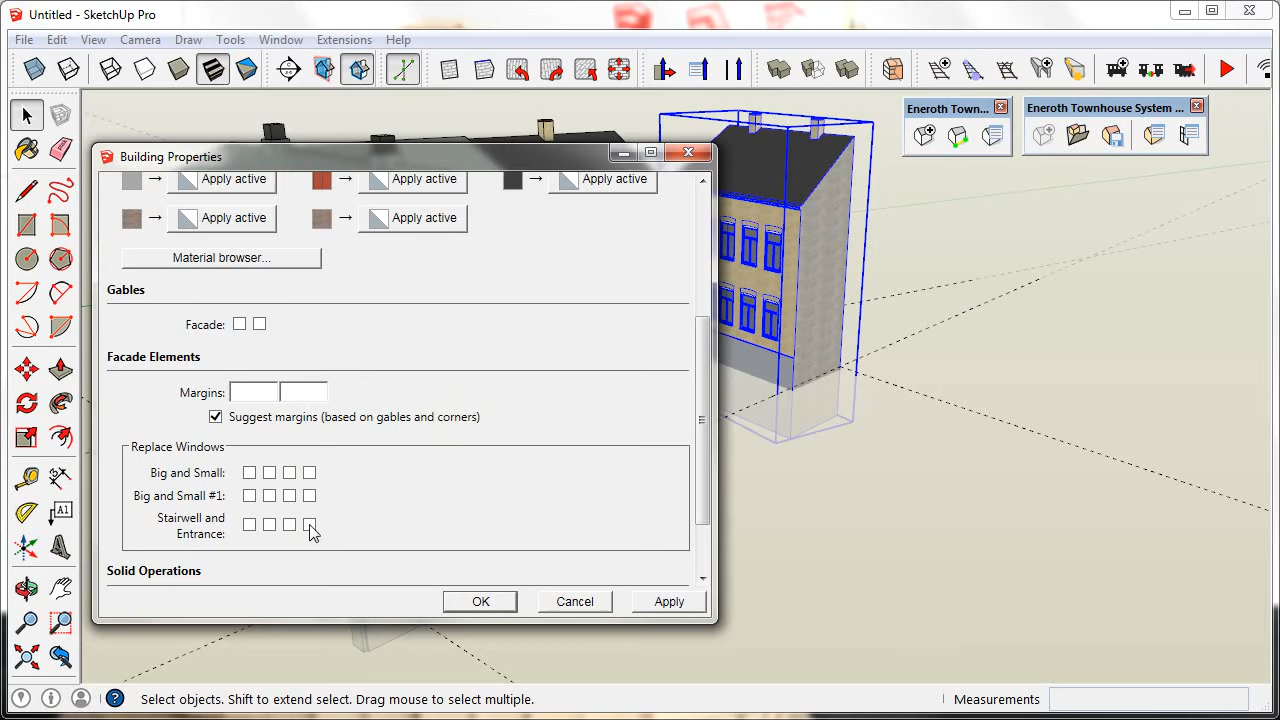 Untitled - SketchUp Pro
File Edit View Camera Draw Tools Window Extensions Help
Eneroth Town...
Eneroth Townhouse System ...
Building Properties
Apply active Apply active Apply active
Apply active Apply active
Material browser...
Gables
Facade:
Facade Elements
Margins:
Suggest margins (based on gables and corners)
Replace Windows
Big and Small:
Big and Small #1:
Stairwell and
Entrance:
Solid Operations
OK Cancel Apply
A1
Select objects. Shift to extend select. Drag mouse to select multiple.
Measurements